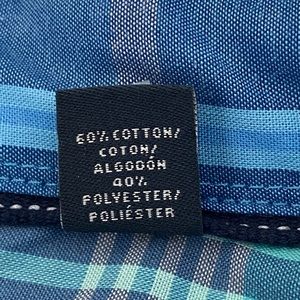 60% COTTON/
COTON/
ALGODÓN
40%
POLYESTER/
POLIÉSTER